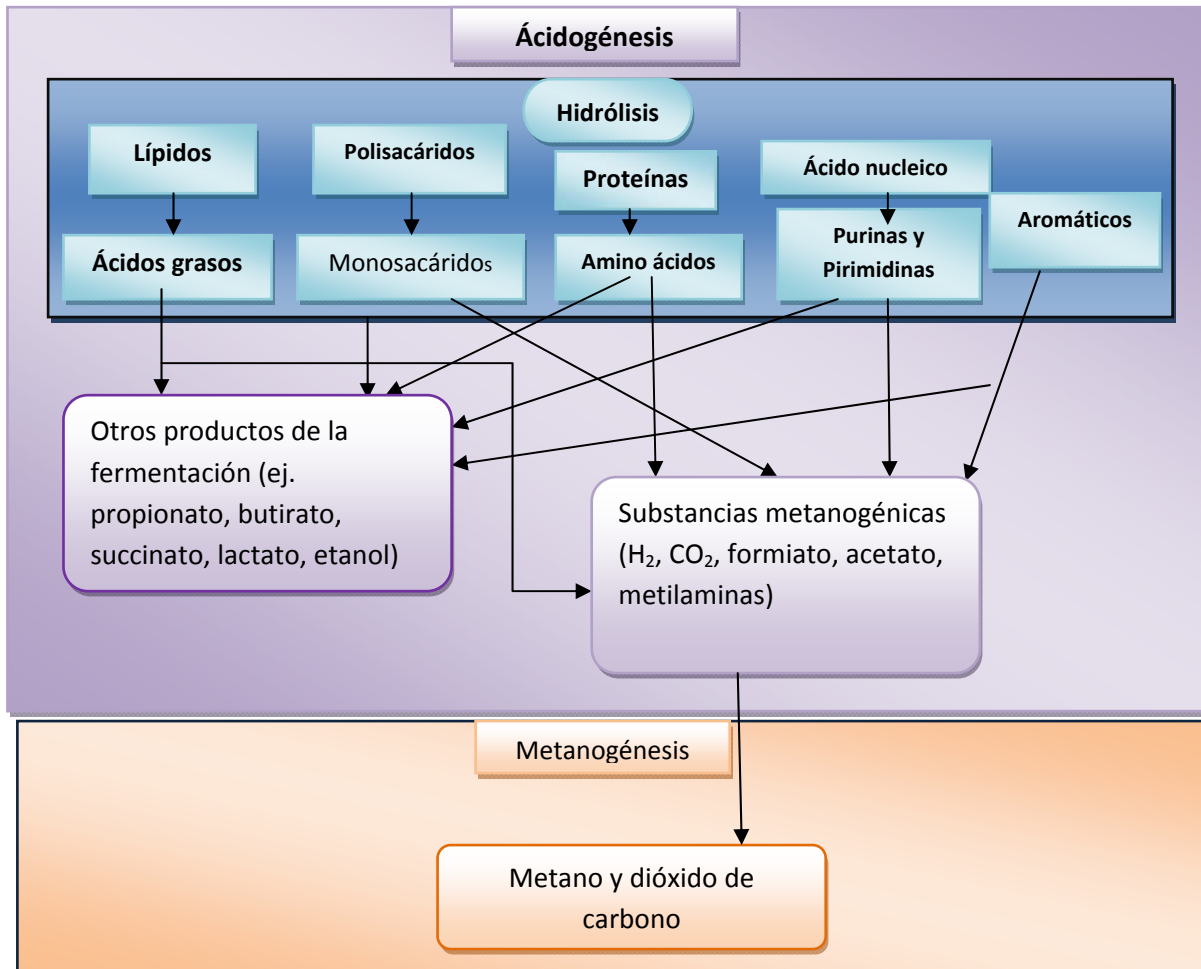 Ácidogénesis
Hidrólisis
Lípidos
Polisacáridos
Proteínas
Ácido nucleico
Aromáticos
Ácidos grasos
Monosacáridos
Amino ácidos
Purinas y
Pirimidinas
Otros productos de la
fermentación (ej.
propionato, butirato,
succinato, lactato, etanol)
Substancias metanogénicas
(H₂, CO₂, formiato, acetato,
metilaminas)
Metanogénesis
Metano y dióxido de
carbono